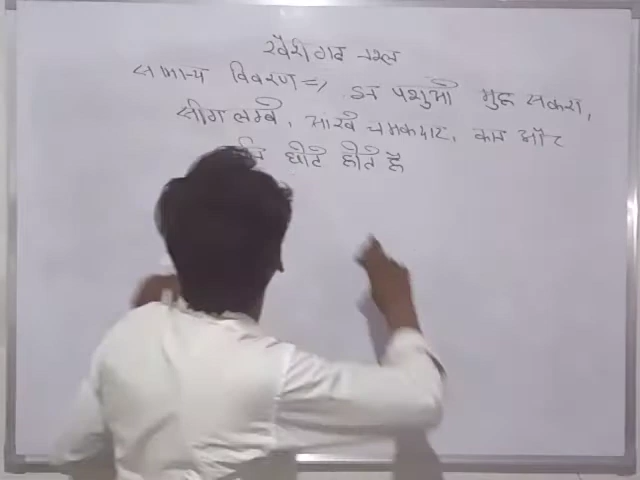 खैरीगढ नस्ल
सामान्य विवरण => इन पशुओं मुह सकरा,
सीग लम्बे, आंखे चमकदार, कान और
छोटे होते है